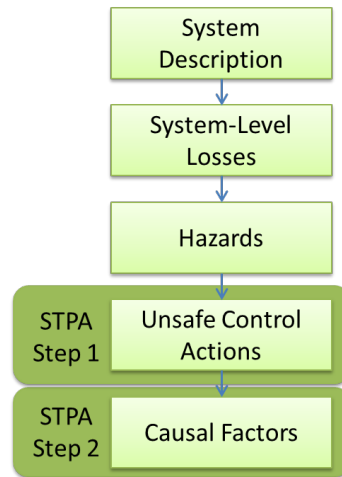 System
Description
System-Level
Losses
Hazards
STPA
Step 1
Unsafe Control
Actions
STPA
Step 2
Causal Factors